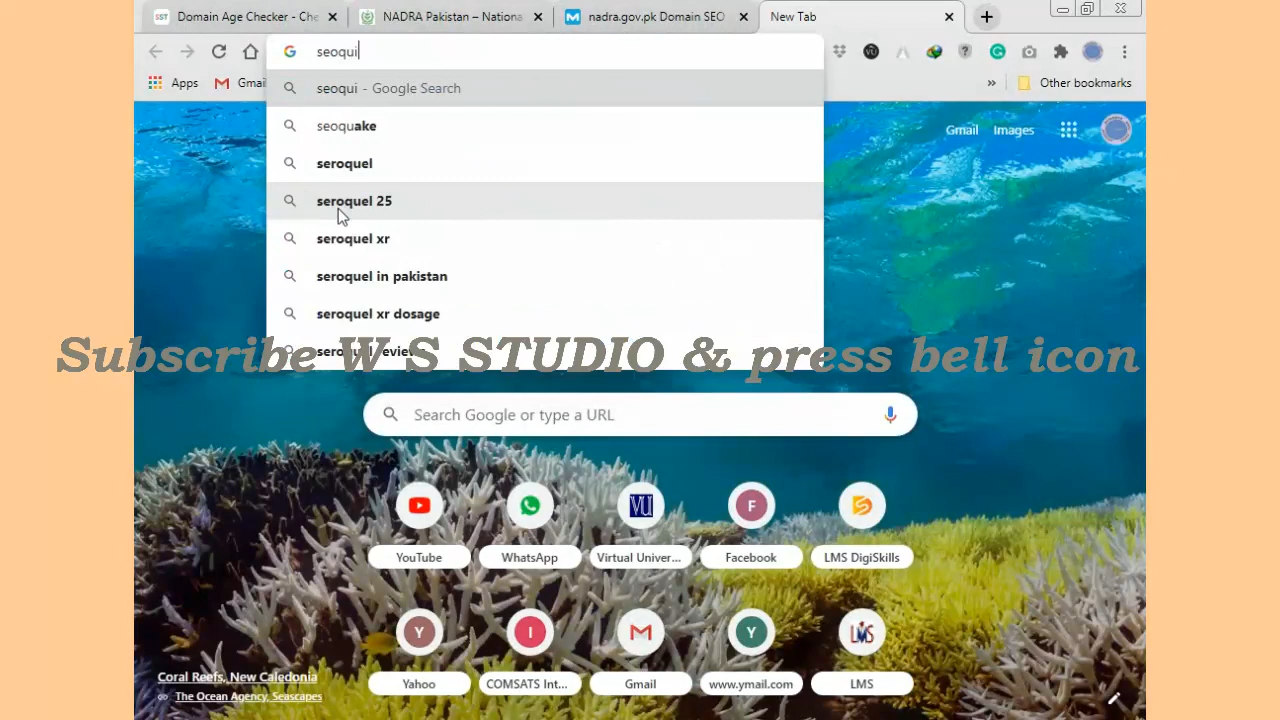 Domain Age Checker - Che
NADRA Pakistan – Nationa
nadra.gov.pk Domain SEO
New Tab
seoqui
Apps
Gmai
Other bookmarks
seoqui - Google Search
seoquake
seroquel
seroquel 25
seroquel xr
seroquel in pakistan
seroquel xr dosage
seroquel review
Gmail
Images
Subscribe W S STUDIO & press bell icon
Search Google or type a URL
YouTube
WhatsApp
Virtual Univer...
Facebook
LMS DigiSkills
Yahoo
COMSATS Int...
Gmail
www.ymail.com
LMS
Coral Reefs, New Caledonia
The Ocean Agency, Seascapes